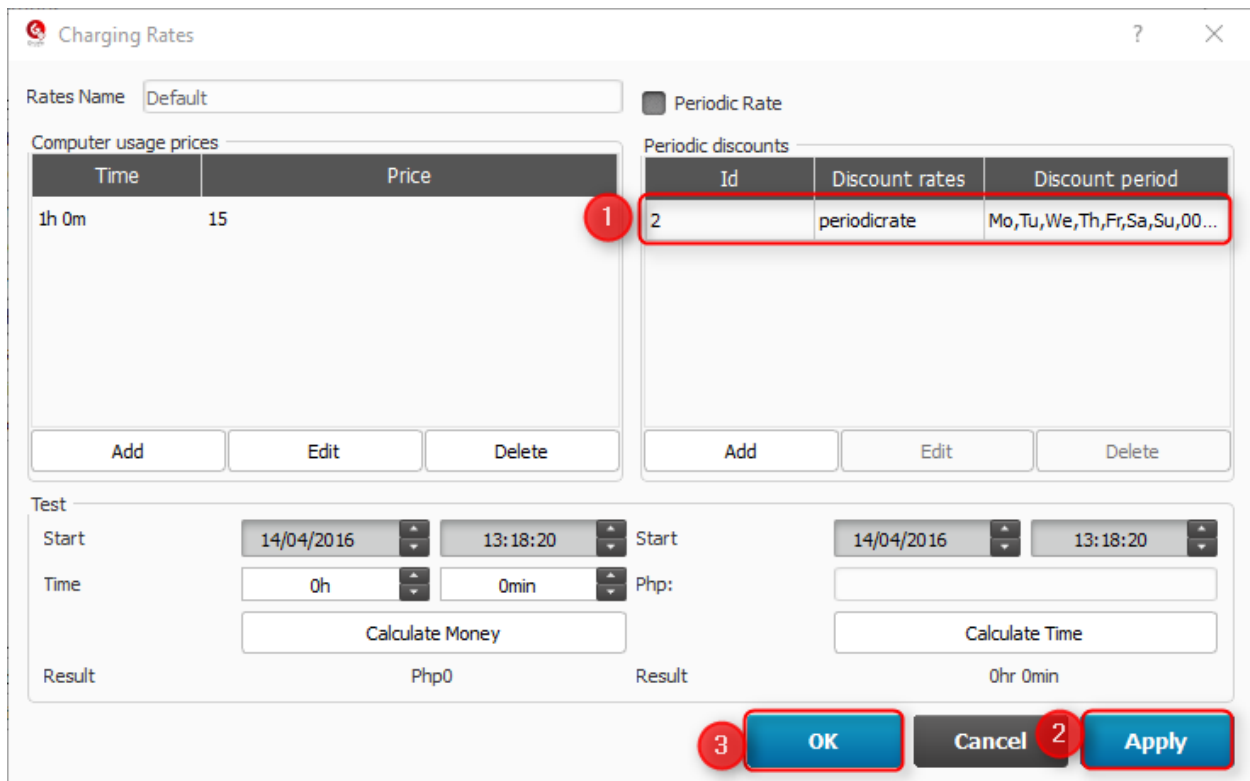 Charging Rates
Rates Name Default
Periodic Rate
Computer usage prices
Time Price
1h 0m 15
Add Edit Delete
Periodic discounts
Id Discount rates Discount period
1
2 periodicrate Mo,Tu,We,Th,Fr,Sa,Su,00...
Add Edit Delete
Test
Start 14/04/2016 13:18:20 Start 14/04/2016 13:18:20
Time 0h 0min Php:
Calculate Money Calculate Time
Result Php0 Result 0hr 0min
3 OK Cancel 2 Apply